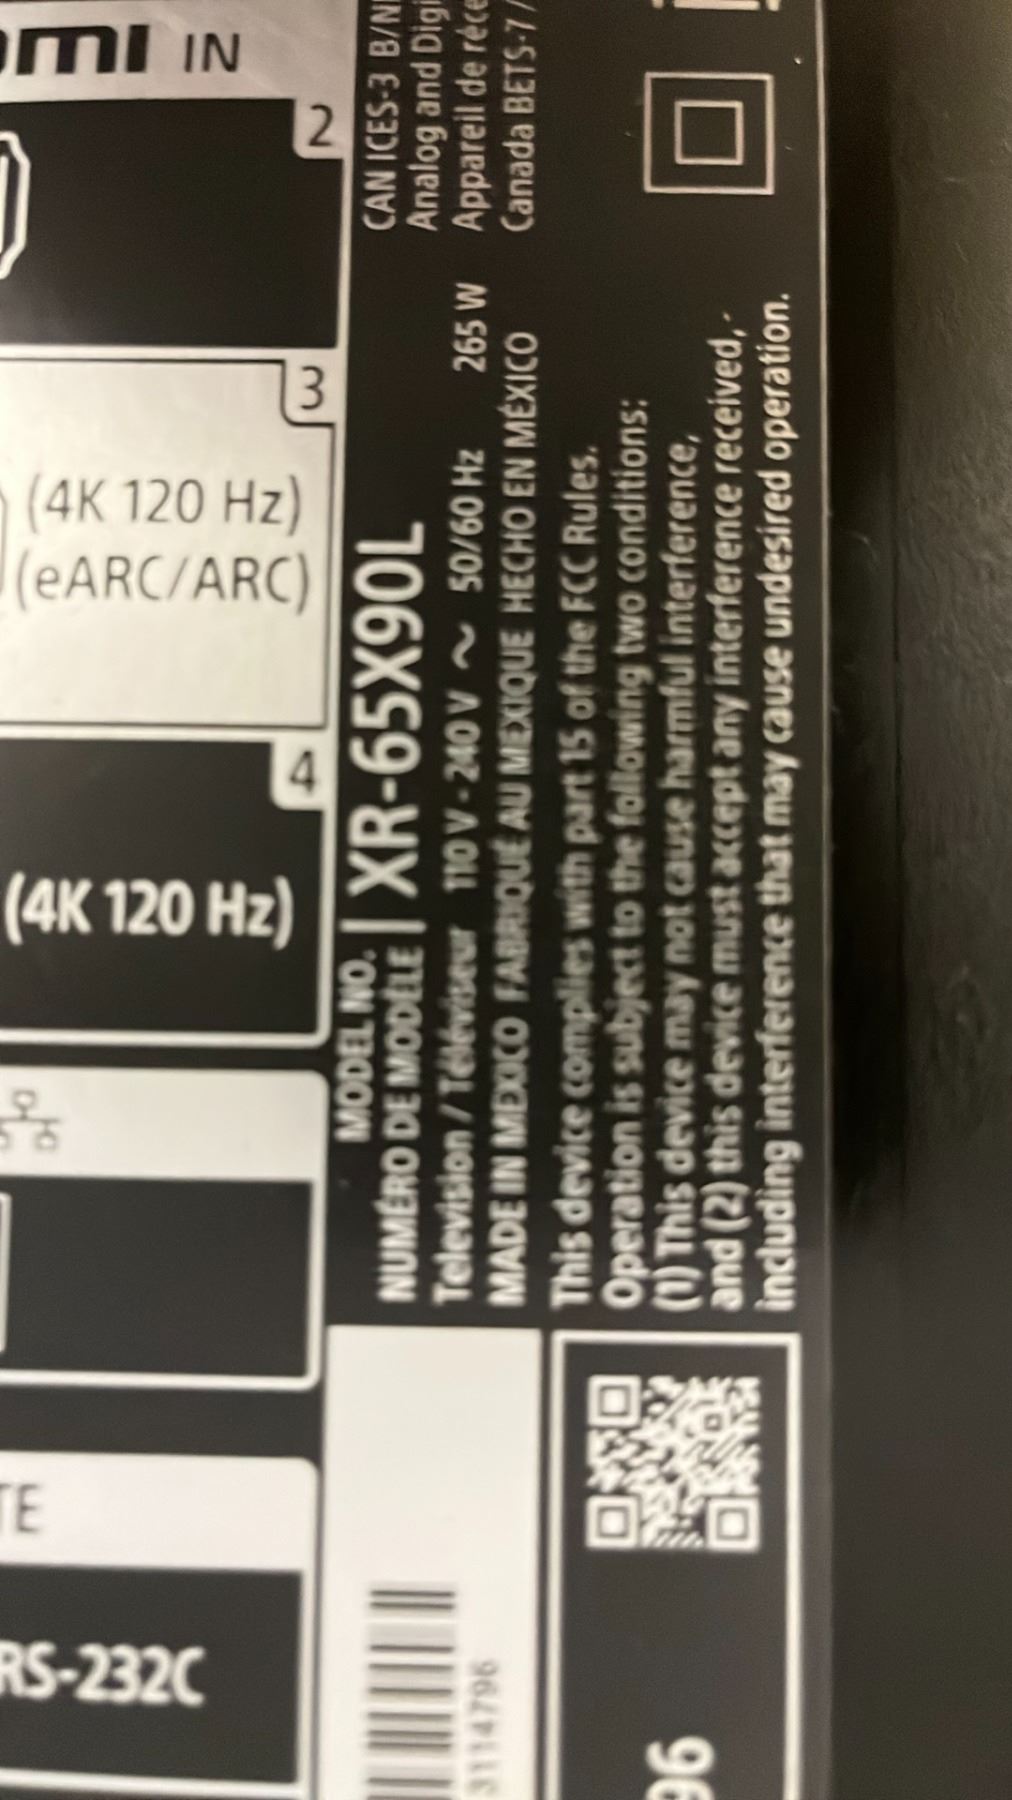 HDMI IN
2
3
(4K 120 Hz)
(eARC/ARC)
4
(4K 120 Hz)
TE
RS-232C
MODEL NO.
NUMÉRO DE MODÈLE
XR-65X90L
Television / Téléviseur 110 V - 240 V ~ 50/60 Hz 265 W
MADE IN MEXICO FABRIQUÉ AU MEXIQUE HECHO EN MÉXICO
This device complies with part 15 of the FCC Rules.
Operation is subject to the following two conditions:
(1) This device may not cause harmful interference,
and (2) this device must accept any interference received,
including interference that may cause undesired operation.
CAN ICES-3 B/N
Analog and Digi
Appareil de réce
Canada BETS-7 /
3114796
96